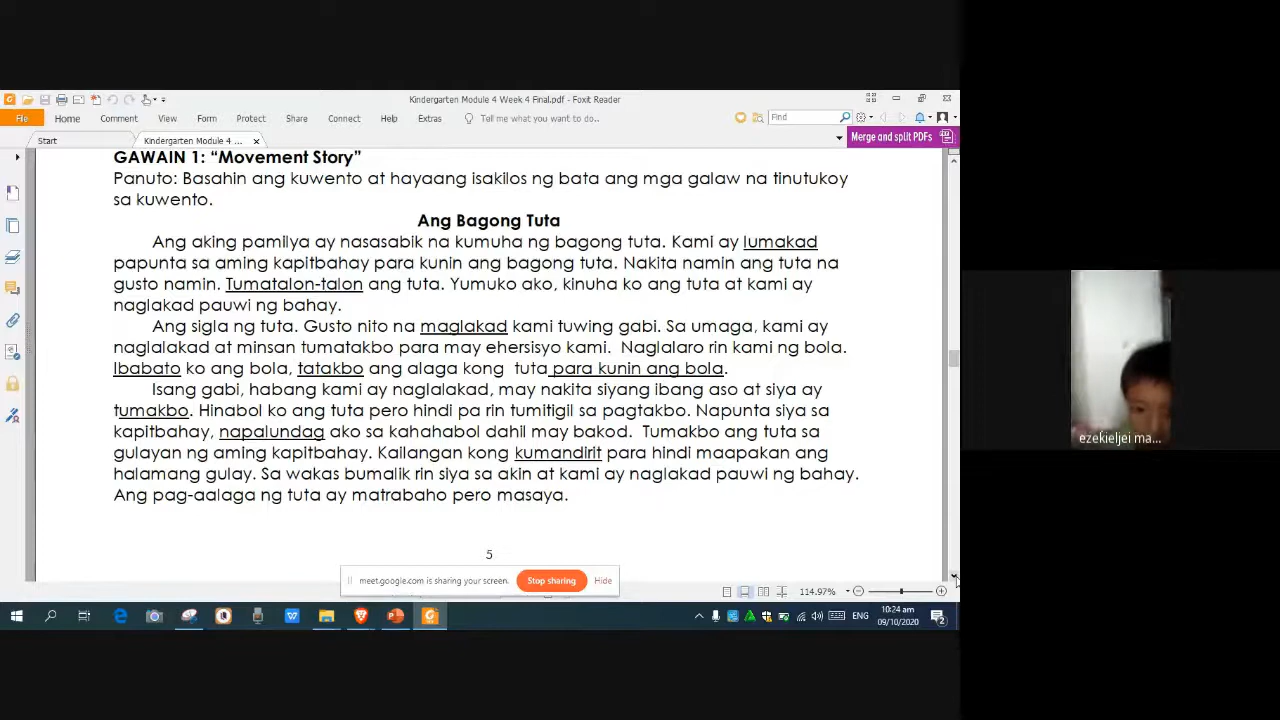 Kindergarten Module 4 Week 4 Final.pdf - Foxit Reader
File Home Comment View Form Protect Share Connect Help Extras Tell me what you want to do.. Find
Start Kindergarten Module 4 ... Merge and split PDFs
GAWAIN 1: “Movement Story”
Panuto: Basahin ang kuwento at hayaang isakilos ng bata ang mga galaw na tinutukoy
sa kuwento.
Ang Bagong Tuta
Ang aking pamilya ay nasasabik na kumuha ng bagong tuta. Kami ay lumakad
papunta sa aming kapitbahay para kunin ang bagong tuta. Nakita namin ang tuta na
gusto namin. Tumatalon-talon ang tuta. Yumuko ako, kinuha ko ang tuta at kami ay
naglakad pauwi ng bahay.
Ang sigla ng tuta. Gusto nito na maglakad kami tuwing gabi. Sa umaga, kami ay
naglalakad at minsan tumatakbo para may ehersisyo kami. Naglalaro rin kami ng bola.
Ibabato ko ang bola, tatakbo ang alaga kong tuta para kunin ang bola.
Isang gabi, habang kami ay naglalakad, may nakita siyang ibang aso at siya ay
tumakbo. Hinabol ko ang tuta pero hindi pa rin tumitigil sa pagtakbo. Napunta siya sa
kapitbahay, napalundag ako sa kahahabol dahil may bakod. Tumakbo ang tuta sa
gulayan ng aming kapitbahay. Kailangan kong kumandirit para hindi maapakan ang
halamang gulay. Sa wakas bumalik rin siya sa akin at kami ay naglakad pauwi ng bahay.
Ang pag-aalaga ng tuta ay matrabaho pero masaya.
5
meet.google.com is sharing your screen. Stop sharing Hide
114.97%
ENG
10:24 am
09/10/2020
2
ezekieljei ma...